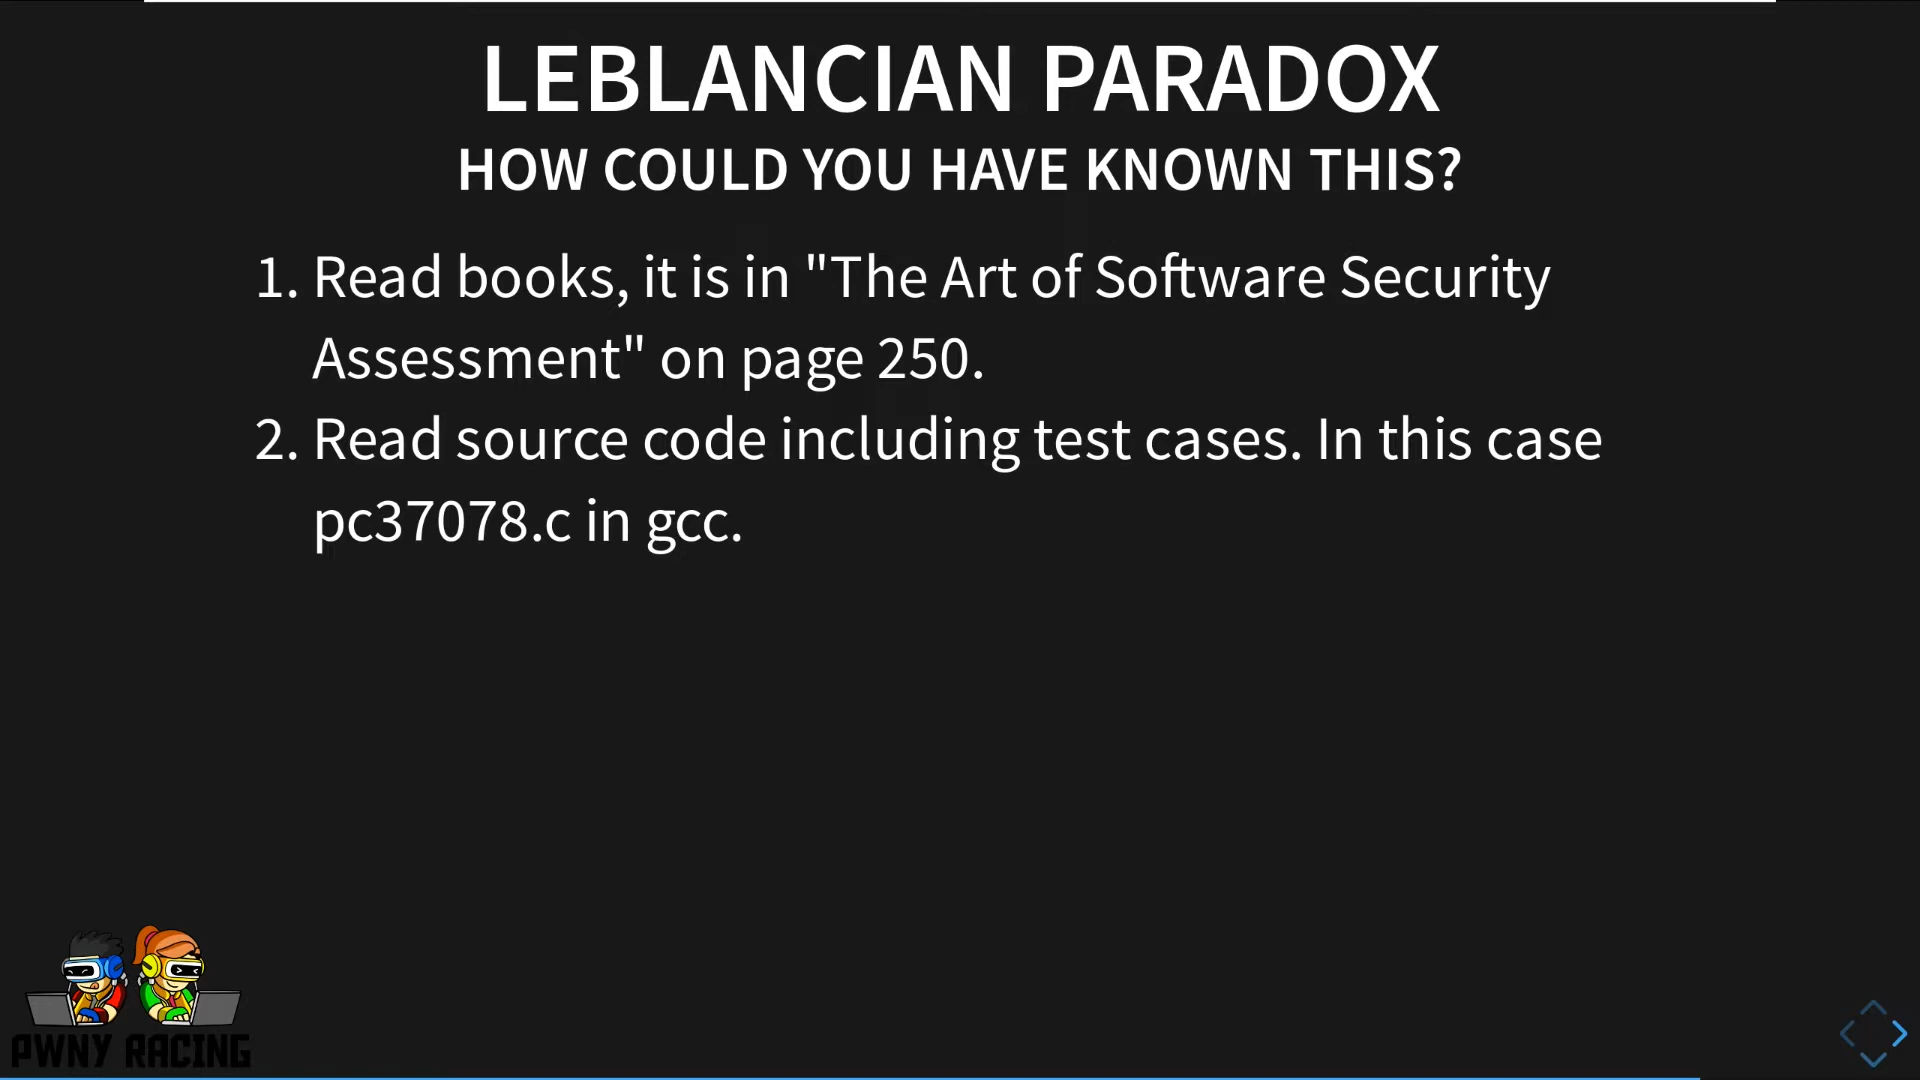 LEBLANCIAN PARADOX
HOW COULD YOU HAVE KNOWN THIS?
1. Read books, it is in "The Art of Software Security
Assessment" on page 250.
2. Read source code including test cases. In this case
pc37078.c in gcc.
PWNY RACING